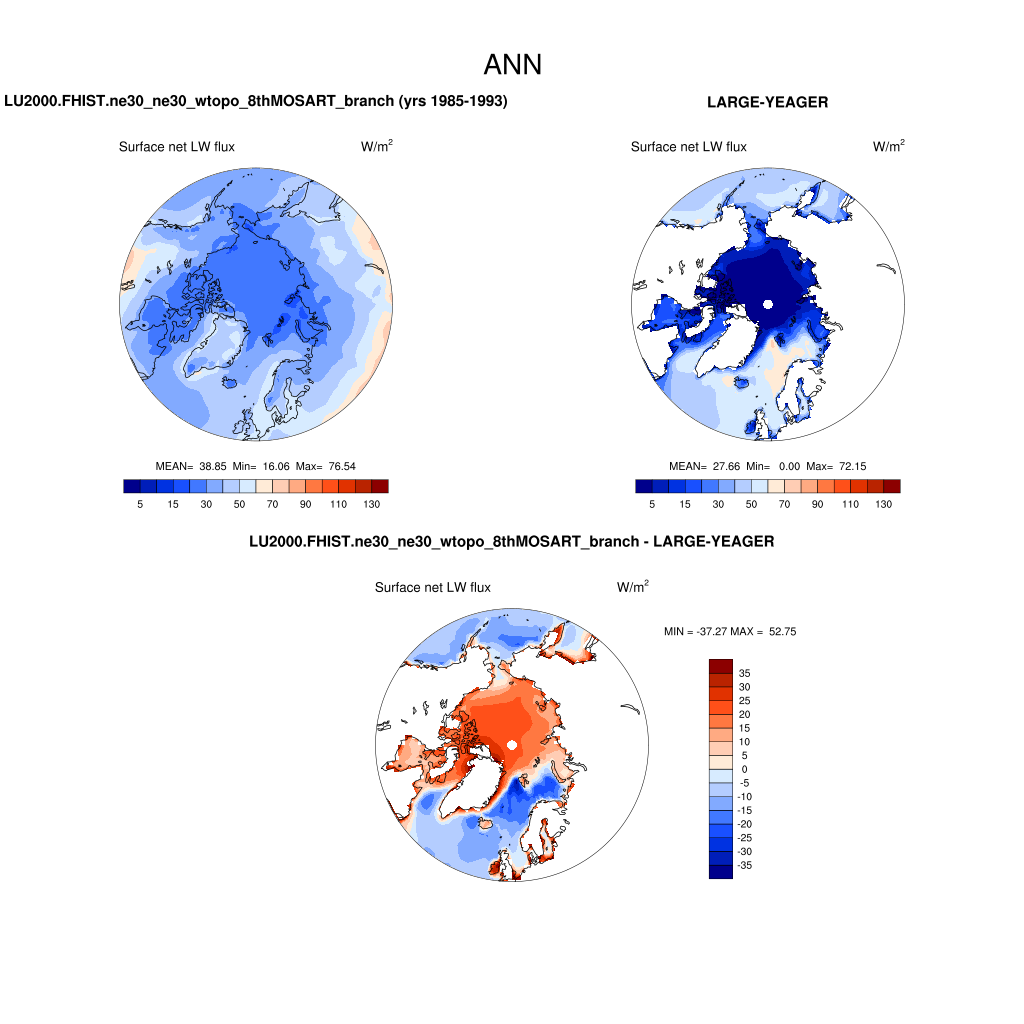 ANN
LU2000.FHIST.ne30_ne30_wtopo_8thMOSART_branch (yrs 1985-1993)
Surface net LW flux W/m2
MEAN= 38.85 Min= 16.06 Max= 76.54
5 15 30 50 70 90 110 130
LARGE-YEAGER
Surface net LW flux W/m2
MEAN= 27.66 Min= 0.00 Max= 72.15
5 15 30 50 70 90 110 130
LU2000.FHIST.ne30_ne30_wtopo_8thMOSART_branch - LARGE-YEAGER
Surface net LW flux W/m2
MIN = -37.27 MAX = 52.75
35
30
25
20
15
10
5
0
-5
-10
-15
-20
-25
-30
-35